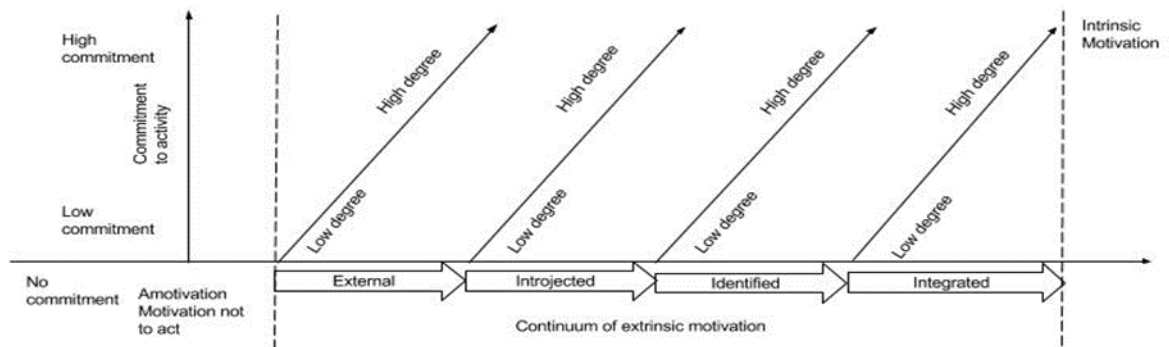 High
commitment
Commitment
to activity
Low
commitment
No
commitment
Amotivation
Motivation not
to act
Low degree
High degree
Low degree
High degree
Low degree
High degree
Low degree
High degree
Intrinsic
Motivation
External
Introjected
Identified
Integrated
Continuum of extrinsic motivation